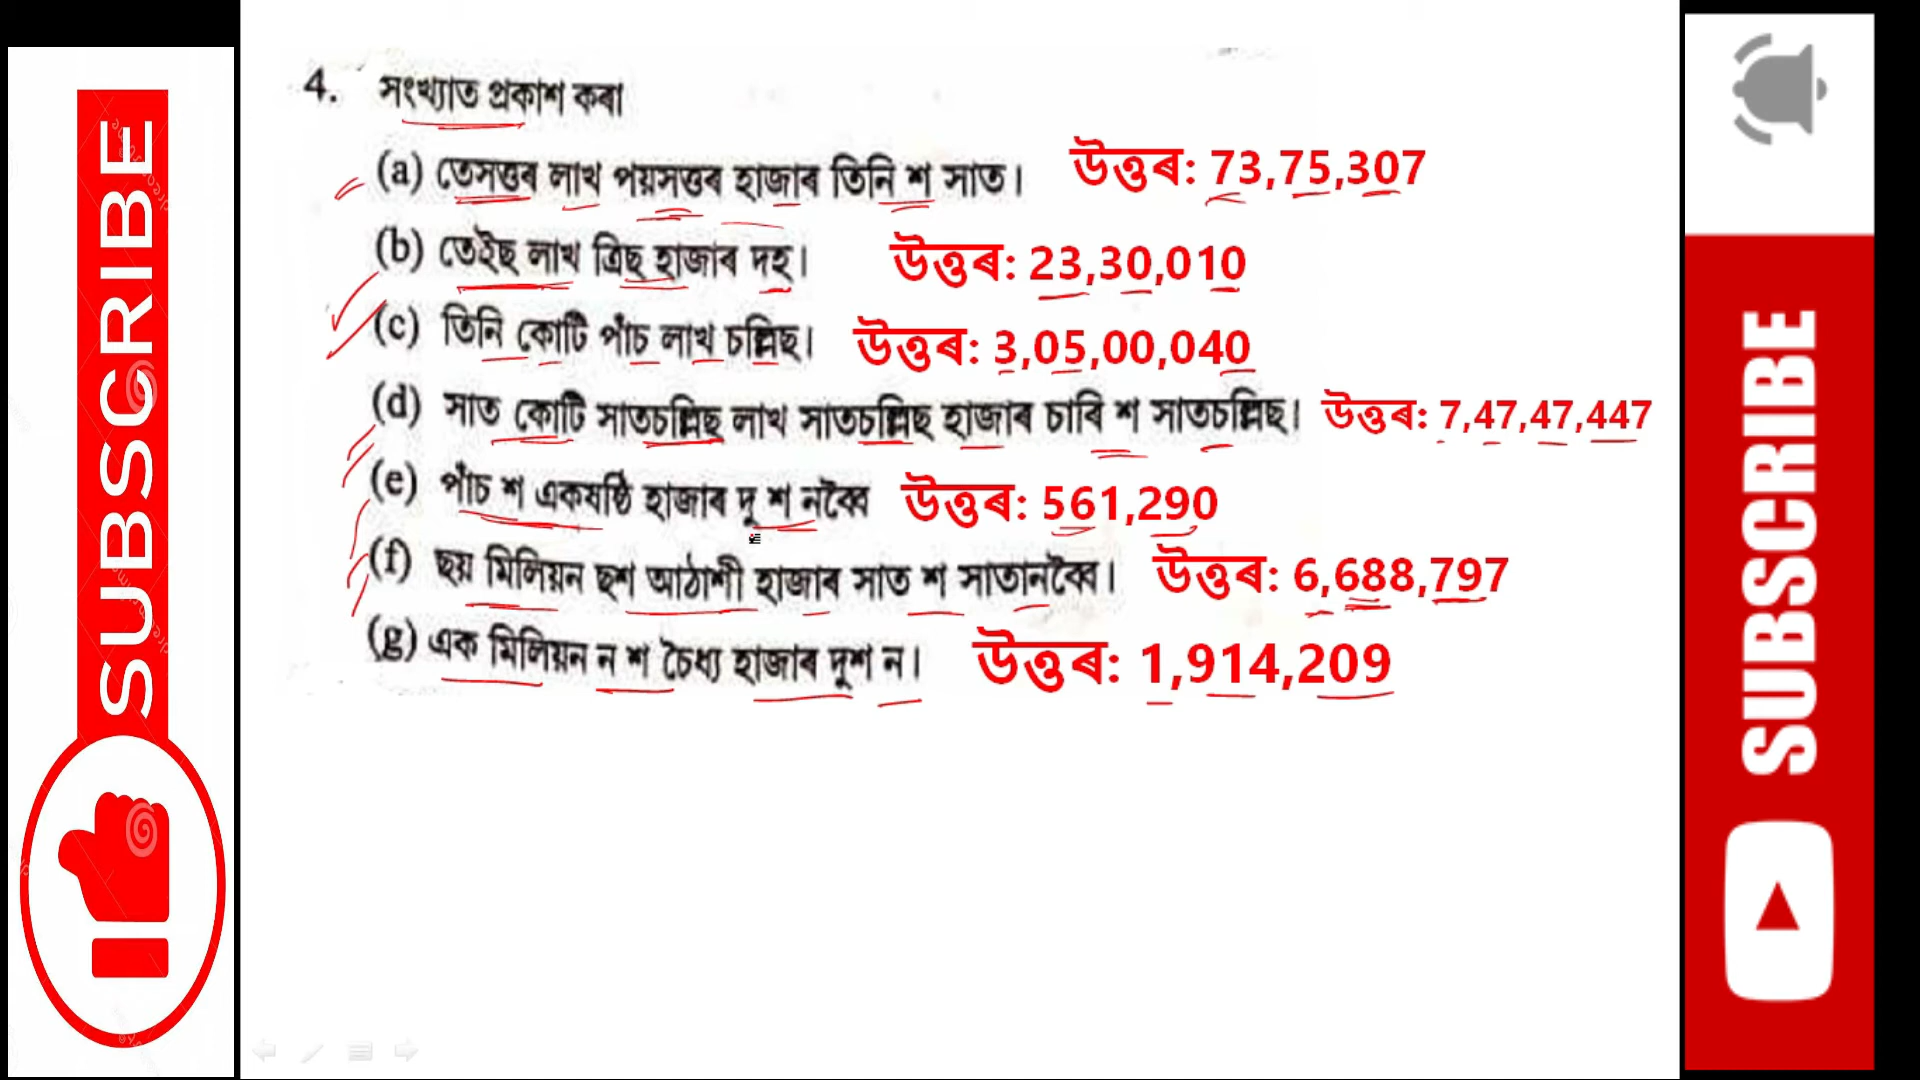 SUBSCRIBE
4. সংখ্যাত প্ৰকাশ কৰা
(a) তেসত্তৰ লাখ পয়সত্তৰ হাজাৰ তিনি শ সাত। উত্তৰ: 73,75,307
(b) তেইছ লাখ ত্ৰিছ হাজাৰ দহ। উত্তৰ: 23,30,010
(c) তিনি কোটি পাঁচ লাখ চল্লিছ। উত্তৰ: 3,05,00,040
(d) সাত কোটি সাতচল্লিছ লাখ সাতচল্লিছ হাজাৰ চাৰি শ সাতচল্লিছ। উত্তৰ: 7,47,47,447
(e) পাঁচ শ একষষ্ঠি হাজাৰ দু শ নব্বৈ উত্তৰ: 561,290
(f) ছয় মিলিয়ন ছশ আঠাশী হাজাৰ সাত শ সাতানব্বৈ। উত্তৰ: 6,688,797
(g) এক মিলিয়ন ন শ চৈধ্য হাজাৰ দুশ ন। উত্তৰ: 1,914,209
SUBSCRIBE